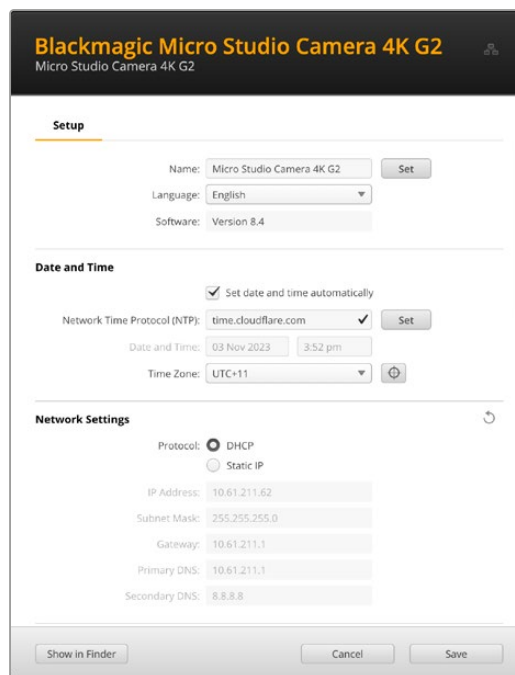 Blackmagic Micro Studio Camera 4K G2
Micro Studio Camera 4K G2
Setup
Name: Micro Studio Camera 4K G2 Set
Language: English
Software: Version 8.4
Date and Time
Set date and time automatically
Network Time Protocol (NTP): time.cloudflare.com Set
Date and Time: 03 Nov 2023 3:52 pm
Time Zone: UTC+11
Network Settings
Protocol: DHCP
Static IP
IP Address: 10.61.211.62
Subnet Mask: 255.255.255.0
Gateway: 10.61.211.1
Primary DNS: 10.61.211.1
Secondary DNS: 8.8.8.8
Show in Finder Cancel Save